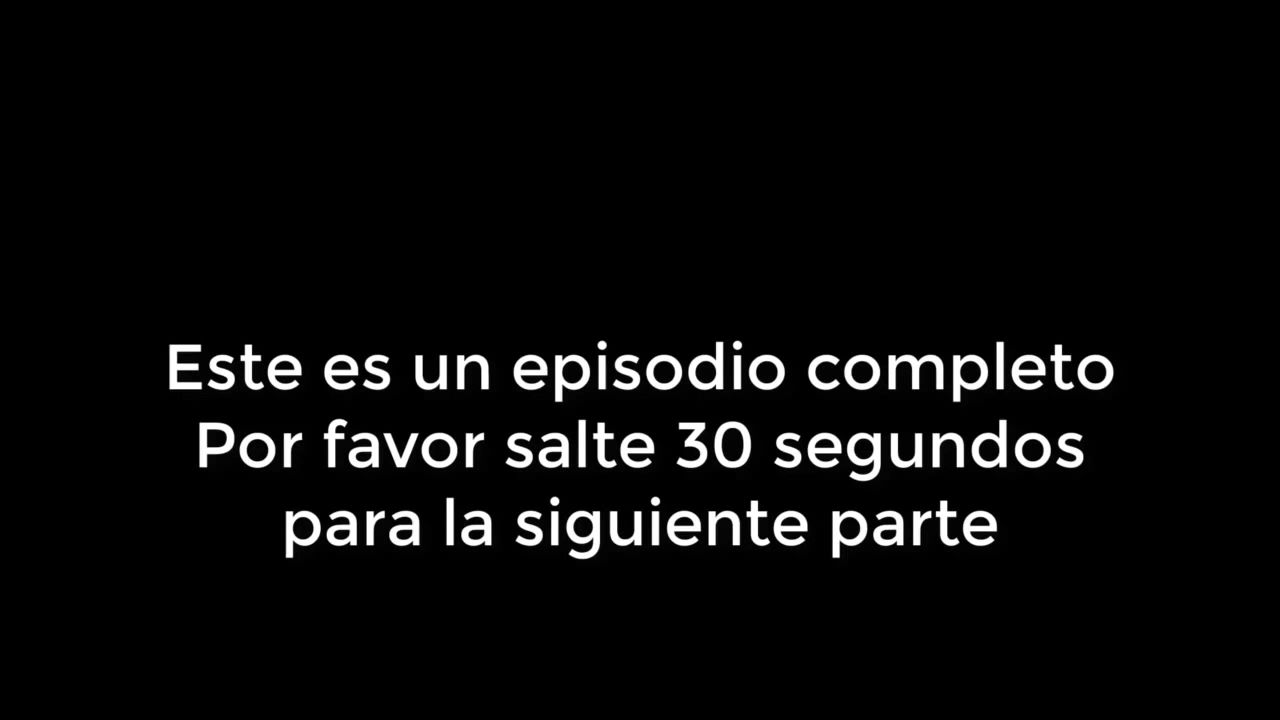 Este es un episodio completo
Por favor salte 30 segundos
para la siguiente parte